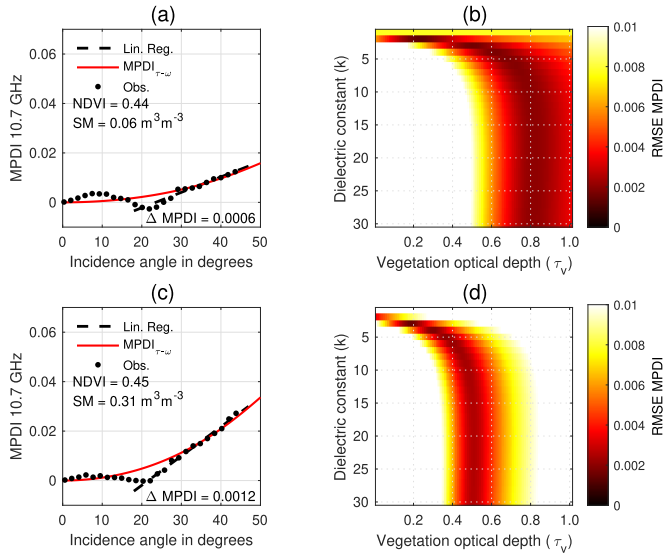 (a)
MPDI 10.7 GHz
0.06
0.04
0.02
0
Lin. Reg.
MPDIτ-ω
Obs.
NDVI = 0.44
SM = 0.06 m³m⁻³
Δ MPDI = 0.0006
0 10 20 30 40 50
Incidence angle in degrees
(b)
Dielectric constant (k)
5
10
15
20
25
30
0.2 0.4 0.6 0.8 1.0
Vegetation optical depth (τv)
0.01
0.008
0.006
0.004
0.002
0
RMSE MPDI
(c)
MPDI 10.7 GHz
0.06
0.04
0.02
0
Lin. Reg.
MPDIτ-ω
Obs.
NDVI = 0.45
SM = 0.31 m³m⁻³
Δ MPDI = 0.0012
0 10 20 30 40 50
Incidence angle in degrees
(d)
Dielectric constant (k)
5
10
15
20
25
30
0.2 0.4 0.6 0.8 1.0
Vegetation optical depth (τv)
0.01
0.008
0.006
0.004
0.002
0
RMSE MPDI